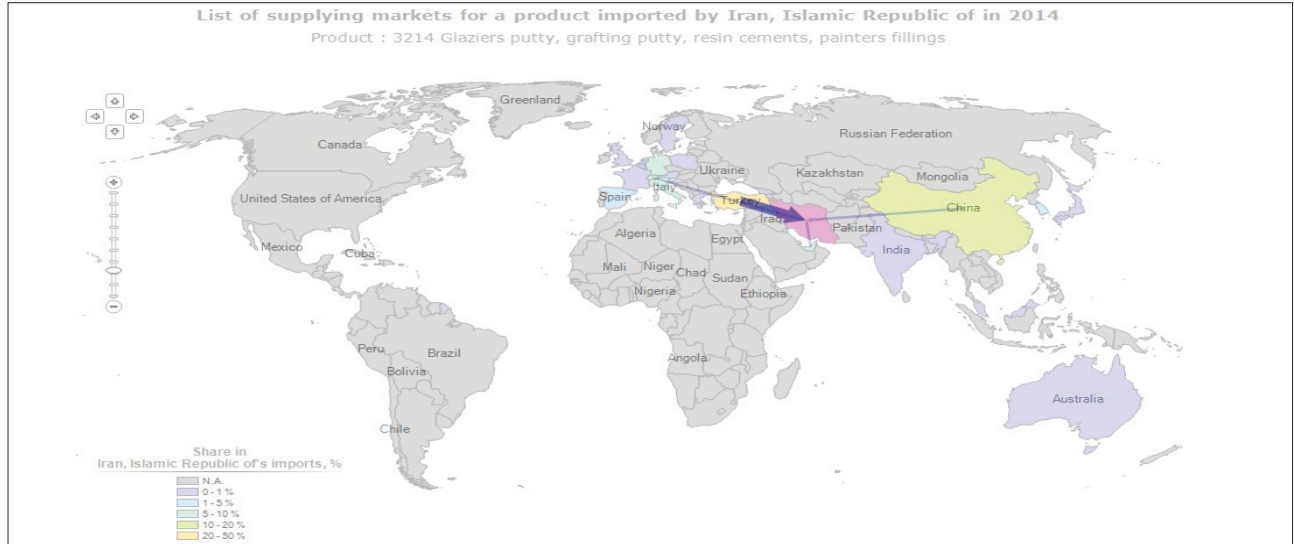 List of supplying markets for a product imported by Iran, Islamic Republic of in 2014
Product : 3214 Glaziers putty, grafting putty, resin cements, painters fillings
Greenland
Norway
Russian Federation
Canada
Ukraine
Kazakhstan
Mongolia
Italy
United States of America
Spain
Turkey
China
Iraq
Pakistan
Mexico
Algeria
Egypt
India
Cuba
Mali
Niger
Chad
Sudan
Nigeria
Ethiopia
Peru
Brazil
Angola
Bolivia
Australia
Chile
Share in
Iran, Islamic Republic of's imports, %
N.A.
0 - 1 %
1 - 5 %
5 - 10 %
10 - 20 %
20 - 50 %